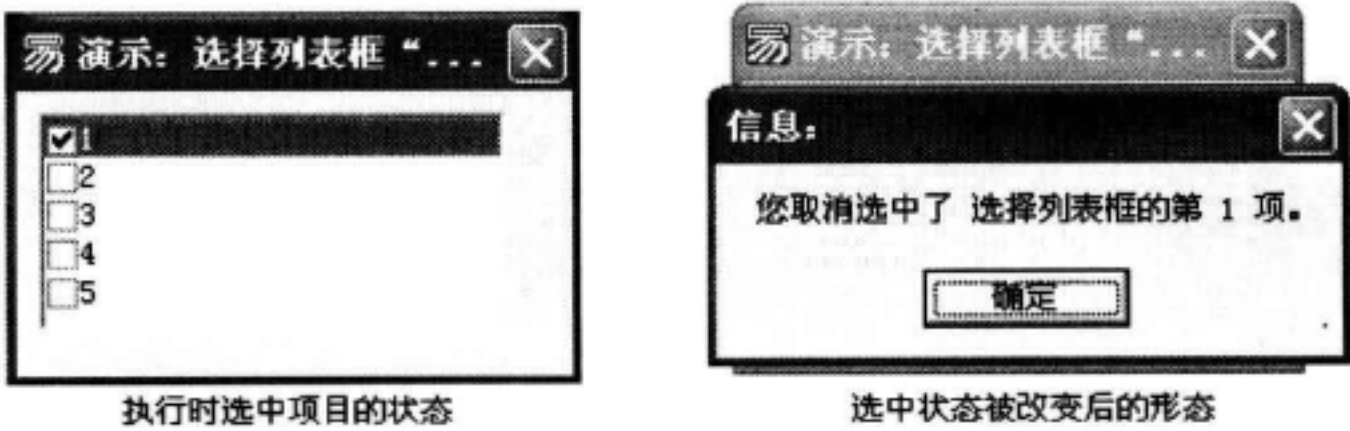 易 演示: 选择列表框 “...
1
2
3
4
5
执行时选中项目的状态
易 演示: 选择列表框 “...
信息:
您取消选中了 选择列表框的第 1 项。
确定
选中状态被改变后的形态